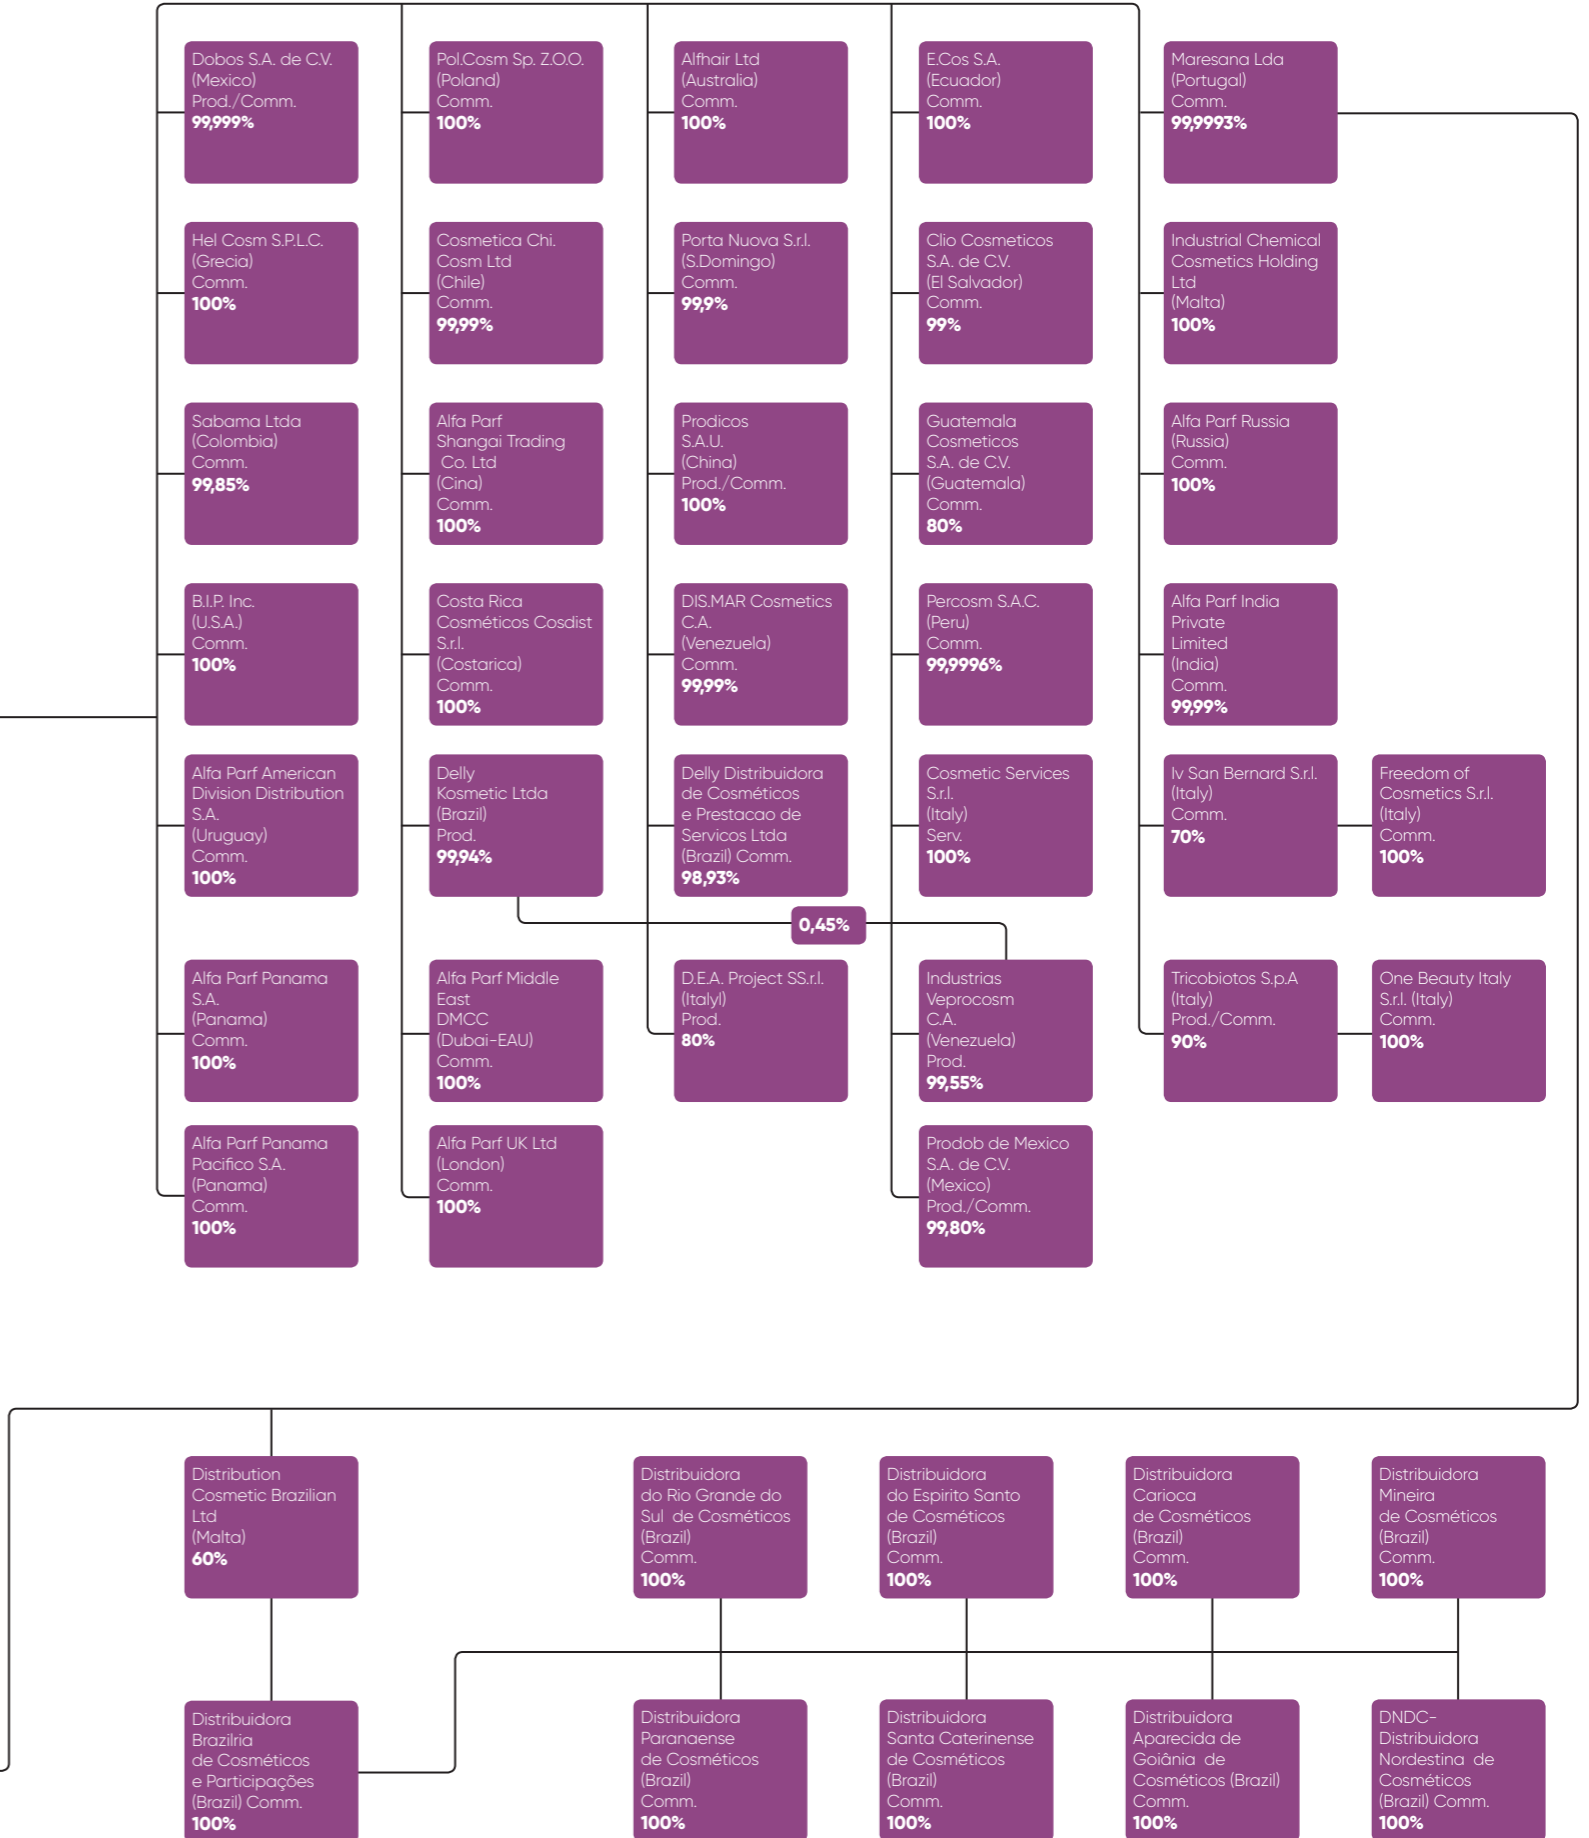 Dobos S.A. de C.V.
(Mexico)
Prod./Comm.
99,999%
Pol.Cosm Sp. Z.O.O.
(Poland)
Comm.
100%
Alfhair Ltd
(Australia)
Comm.
100%
E.Cos S.A.
(Ecuador)
Comm.
100%
Maresana Lda
(Portugal)
Comm.
99,9993%
Hel Cosm S.P.L.C.
(Grecia)
Comm.
100%
Cosmetica Chi.
Cosm Ltd
(Chile)
Comm.
99,99%
Porta Nuova S.r.l.
(S.Domingo)
Comm.
99,9%
Clio Cosmeticos
S.A. de C.V.
(El Salvador)
Comm.
99%
Industrial Chemical
Cosmetics Holding
Ltd
(Malta)
100%
Sabama Ltda
(Colombia)
Comm.
99,85%
Alfa Parf
Shangai Trading
Co. Ltd
(Cina)
Comm.
100%
Prodicos
S.A.U.
(China)
Prod./Comm.
100%
Guatemala
Cosmeticos
S.A. de C.V.
(Guatemala)
Comm.
80%
Alfa Parf Russia
(Russia)
Comm.
100%
B.I.P. Inc.
(U.S.A.)
Comm.
100%
Costa Rica
Cosméticos Cosdist
S.r.l.
(Costarica)
Comm.
100%
DIS.MAR Cosmetics
C.A.
(Venezuela)
Comm.
99,99%
Percosm S.A.C.
(Peru)
Comm.
99,9996%
Alfa Parf India
Private
Limited
(India)
Comm.
99,99%
Alfa Parf American
Division Distribution
S.A.
(Uruguay)
Comm.
100%
Delly
Kosmetic Ltda
(Brazil)
Prod.
99,94%
Delly Distribuidora
de Cosméticos
e Prestacao de
Servicos Ltda
(Brazil) Comm.
98,93%
Cosmetic Services
S.r.l.
(Italy)
Serv.
100%
Iv San Bernard S.r.l.
(Italy)
Comm.
70%
Freedom of
Cosmetics S.r.l.
(Italy)
Comm.
100%
0,45%
Alfa Parf Panama
S.A.
(Panama)
Comm.
100%
Alfa Parf Middle
East
DMCC
(Dubai-EAU)
Comm.
100%
D.E.A. Project SS.r.l.
(Italyl)
Prod.
80%
Industrias
Veprocosm
C.A.
(Venezuela)
Prod.
99,55%
Tricobiotos S.p.A
(Italy)
Prod./Comm.
90%
One Beauty Italy
S.r.l. (Italy)
Comm.
100%
Alfa Parf Panama
Pacifico S.A.
(Panama)
Comm.
100%
Alfa Parf UK Ltd
(London)
Comm.
100%
Prodob de Mexico
S.A. de C.V.
(Mexico)
Prod./Comm.
99,80%
Distribution
Cosmetic Brazilian
Ltd
(Malta)
60%
Distribuidora
do Rio Grande do
Sul de Cosméticos
(Brazil)
Comm.
100%
Distribuidora
do Espirito Santo
de Cosméticos
(Brazil)
Comm.
100%
Distribuidora
Carioca
de Cosméticos
(Brazil)
Comm.
100%
Distribuidora
Mineira
de Cosméticos
(Brazil)
Comm.
100%
Distribuidora
Brazilria
de Cosméticos
e Participações
(Brazil) Comm.
100%
Distribuidora
Paranaense
de Cosméticos
(Brazil)
Comm.
100%
Distribuidora
Santa Caterinense
de Cosméticos
(Brazil)
Comm.
100%
Distribuidora
Aparecida de
Goiânia de
Cosméticos (Brazil)
Comm.
100%
DNDC-
Distribuidora
Nordestina de
Cosméticos
(Brazil) Comm.
100%